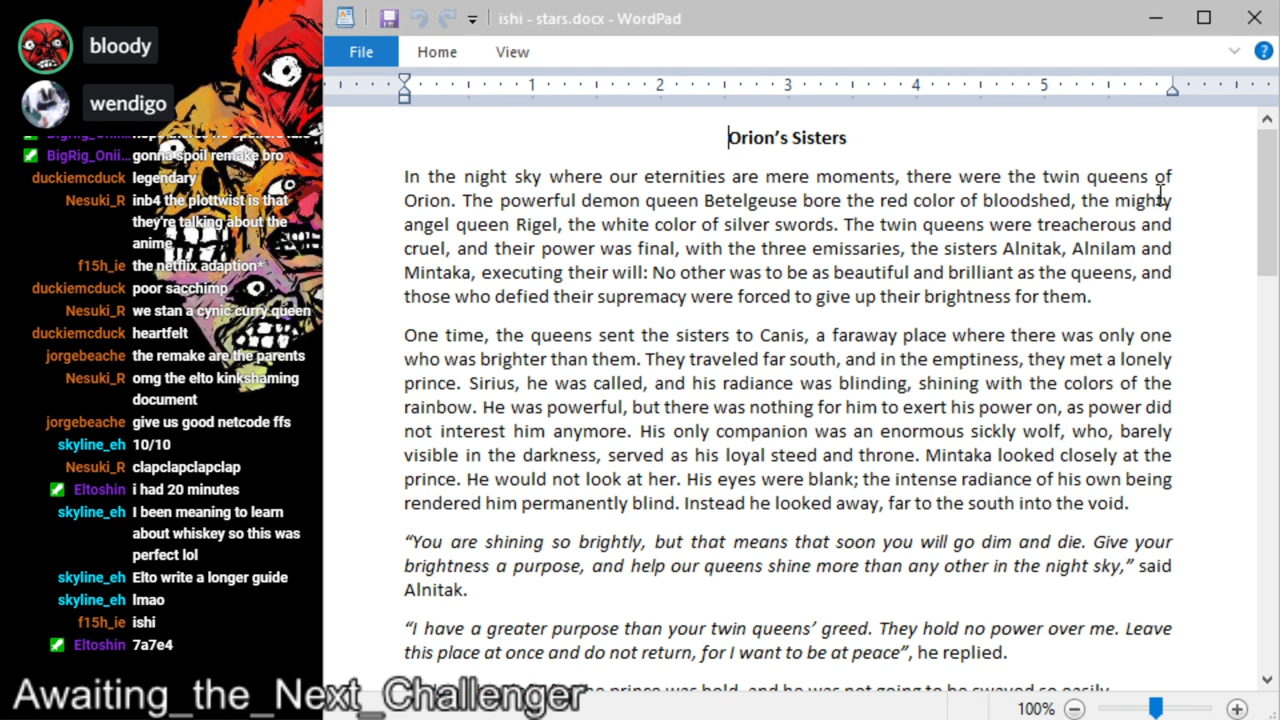 bloody
wendigo
BigRig_Onii... gonna spoil remake bro
duckiemcduck legendary
Nesuki_R inb4 the plottwist is that
they're talking about the
anime
f15h_ie the netflix adaption*
duckiemcduck poor sacchimp
Nesuki_R we stan a cynic curry queen
duckiemcduck heartfelt
jorgebeache the remake are the parents
Nesuki_R omg the elto kinkshaming
document
jorgebeache give us good netcode ffs
skyline_eh 10/10
Nesuki_R clapclapclapclap
Eltoshin i had 20 minutes
skyline_eh I been meaning to learn
about whiskey so this was
perfect lol
skyline_eh Elto write a longer guide
skyline_eh lmao
f15h_ie ishi
Eltoshin 7a7e4
Awaiting_the_Next_Challenger
ishi - stars.docx - WordPad
File Home View
1 2 3 4 5
Orion's Sisters
In the night sky where our eternities are mere moments, there were the twin queens of
Orion. The powerful demon queen Betelgeuse bore the red color of bloodshed, the mighty
angel queen Rigel, the white color of silver swords. The twin queens were treacherous and
cruel, and their power was final, with the three emissaries, the sisters Alnitak, Alnilam and
Mintaka, executing their will: No other was to be as beautiful and brilliant as the queens, and
those who defied their supremacy were forced to give up their brightness for them.
One time, the queens sent the sisters to Canis, a faraway place where there was only one
who was brighter than them. They traveled far south, and in the emptiness, they met a lonely
prince. Sirius, he was called, and his radiance was blinding, shining with the colors of the
rainbow. He was powerful, but there was nothing for him to exert his power on, as power did
not interest him anymore. His only companion was an enormous sickly wolf, who, barely
visible in the darkness, served as his loyal steed and throne. Mintaka looked closely at the
prince. He would not look at her. His eyes were blank; the intense radiance of his own being
rendered him permanently blind. Instead he looked away, far to the south into the void.
“You are shining so brightly, but that means that soon you will go dim and die. Give your
brightness a purpose, and help our queens shine more than any other in the night sky,” said
Alnitak.
“I have a greater purpose than your twin queens’ greed. They hold no power over me. Leave
this place at once and do not return, for I want to be at peace”, he replied.
the prince was bold, and he was not going to be swayed so easily.
100%